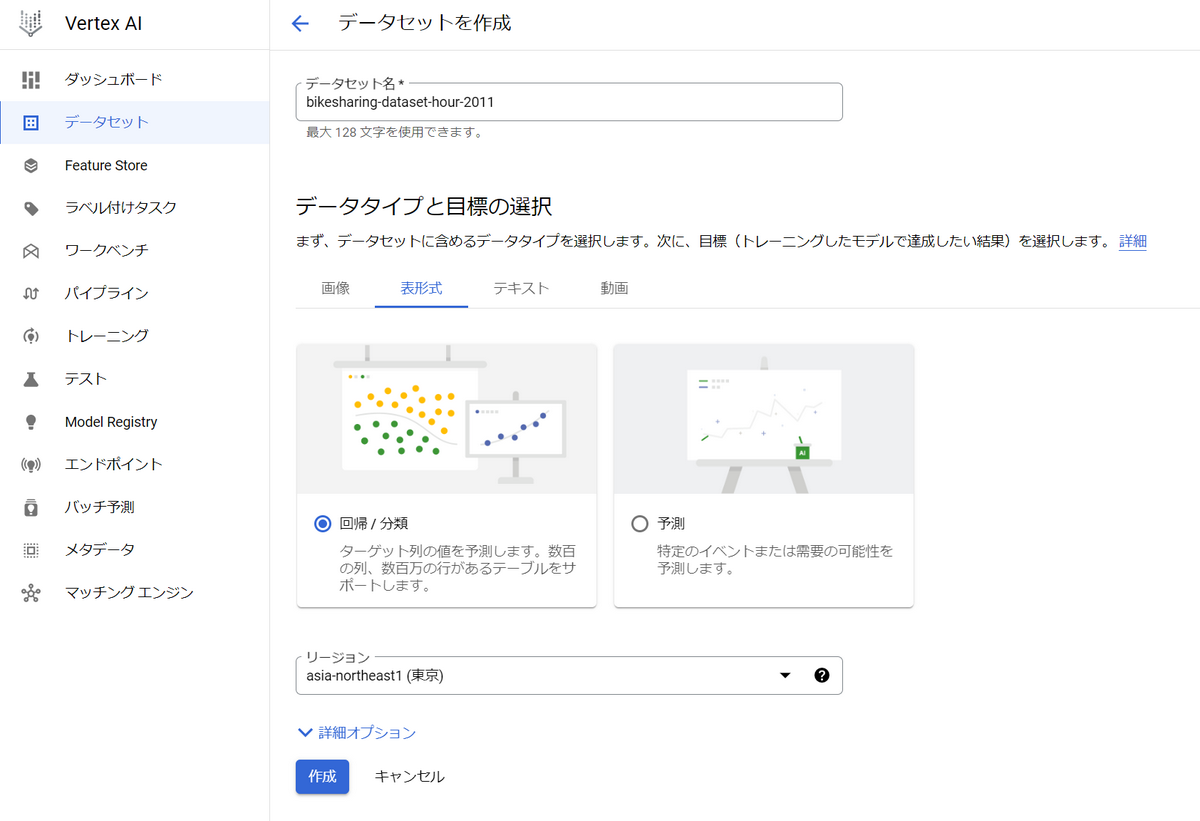 Vertex AI
ダッシュボード
データセット
Feature Store
ラベル付けタスク
ワークベンチ
パイプライン
トレーニング
テスト
Model Registry
エンドポイント
バッチ予測
メタデータ
マッチング エンジン
データセットを作成
データセット名 *
bikesharing-dataset-hour-2011
最大 128 文字を使用できます。
データタイプと目標の選択
まず、データセットに含めるデータタイプを選択します。次に、目標（トレーニングしたモデルで達成したい結果）を選択します。 詳細
画像 表形式 テキスト 動画
回帰 / 分類
ターゲット列の値を予測します。数百
の列、数百万の行があるテーブルをサ
ポートします。
AI
予測
特定のイベントまたは需要の可能性を
予測します。
リージョン
asia-northeast1 (東京)
詳細オプション
作成 キャンセル